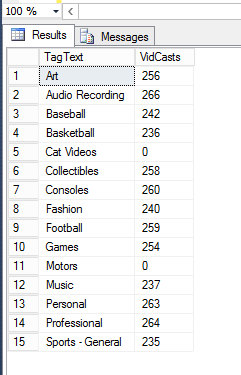 100 %
Results Messages
TagText VidCasts
1 Art 256
2 Audio Recording 266
3 Baseball 242
4 Basketball 236
5 Cat Videos 0
6 Collectibles 258
7 Consoles 260
8 Fashion 240
9 Football 259
10 Games 254
11 Motors 0
12 Music 237
13 Personal 263
14 Professional 264
15 Sports - General 235